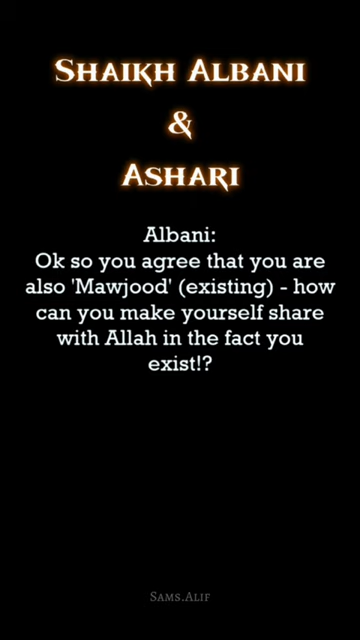 Shaikh Albani
&
Ashari
Albani:
Ok so you agree that you are
also 'Mawjood' (existing) - how
can you make yourself share
with Allah in the fact you
exist!?
Sams.Alif